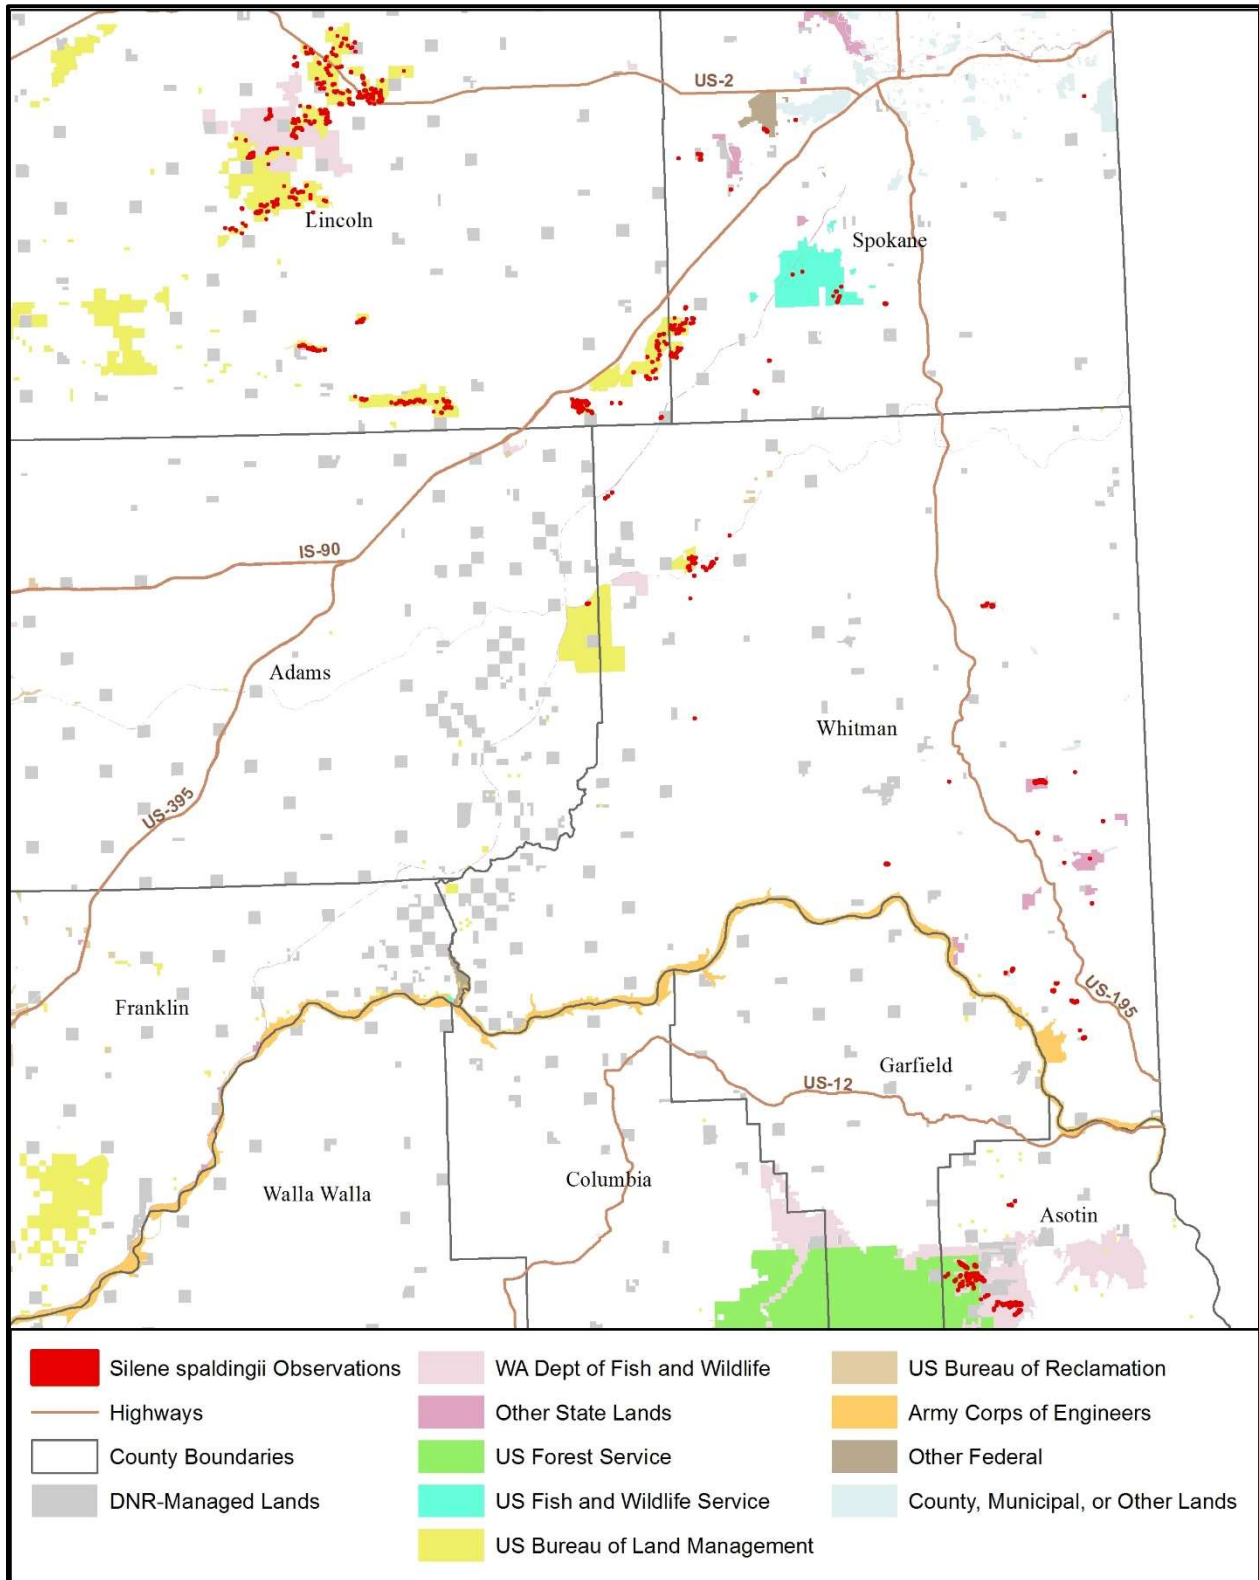 US-2
Lincoln
Spokane
IS-90
Adams
Whitman
US-395
Franklin
US-195
Garfield
US-12
Columbia
Walla Walla
Asotin
Silene spaldingii Observations
Highways
County Boundaries
DNR-Managed Lands
WA Dept of Fish and Wildlife
Other State Lands
US Forest Service
US Fish and Wildlife Service
US Bureau of Land Management
US Bureau of Reclamation
Army Corps of Engineers
Other Federal
County, Municipal, or Other Lands